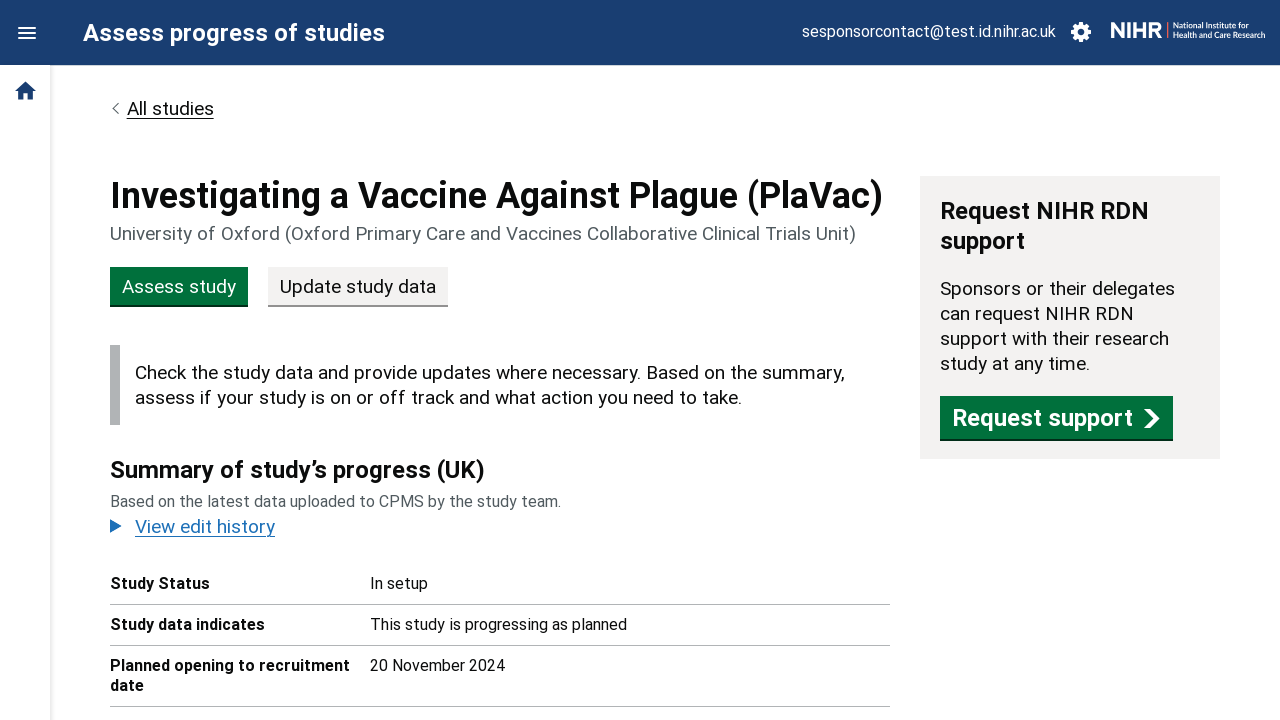 Assess progress of studies
sesponsorcontact@test.id.nihr.ac.uk
NIHR | National Institute for
Health and Care Research
All studies
Investigating a Vaccine Against Plague (PlaVac)
University of Oxford (Oxford Primary Care and Vaccines Collaborative Clinical Trials Unit)
Assess study
Update study data
Check the study data and provide updates where necessary. Based on the summary,
assess if your study is on or off track and what action you need to take.
Summary of study’s progress (UK)
Based on the latest data uploaded to CPMS by the study team.
View edit history
Study Status In setup
Study data indicates This study is progressing as planned
Planned opening to recruitment 20 November 2024
date
Request NIHR RDN
support
Sponsors or their delegates
can request NIHR RDN
support with their research
study at any time.
Request support